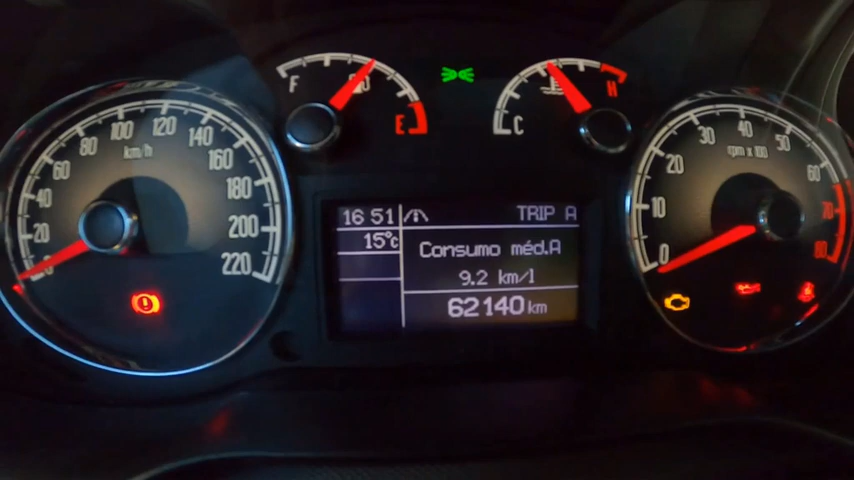 F
E
C
H
0
20
40
60
80
100
120
140
160
180
200
220
km/h
16 51
TRIP A
15°c
Consumo méd.A
9.2 km/l
62140 km
0
10
20
30
40
50
60
70
80
rpm x 100